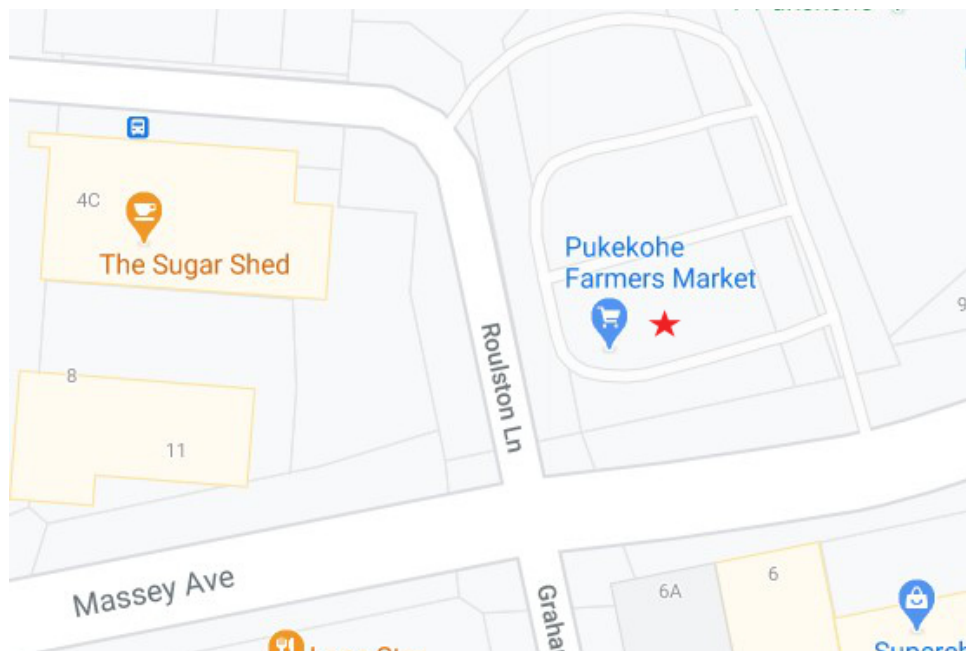 4C
The Sugar Shed
Pukekohe
Farmers Market
9
Roulston Ln
8
11
Massey Ave
6A
6